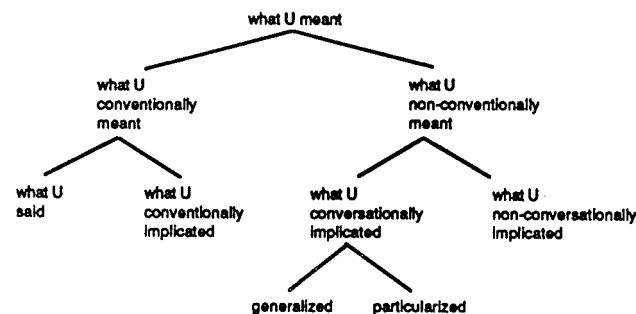 what U meant
what U
conventionally
meant
what U
non-conventionally
meant
what U
said
what U
conventionally
implicated
what U
conversationally
implicated
what U
non-conversationally
implicated
generalized
particularized